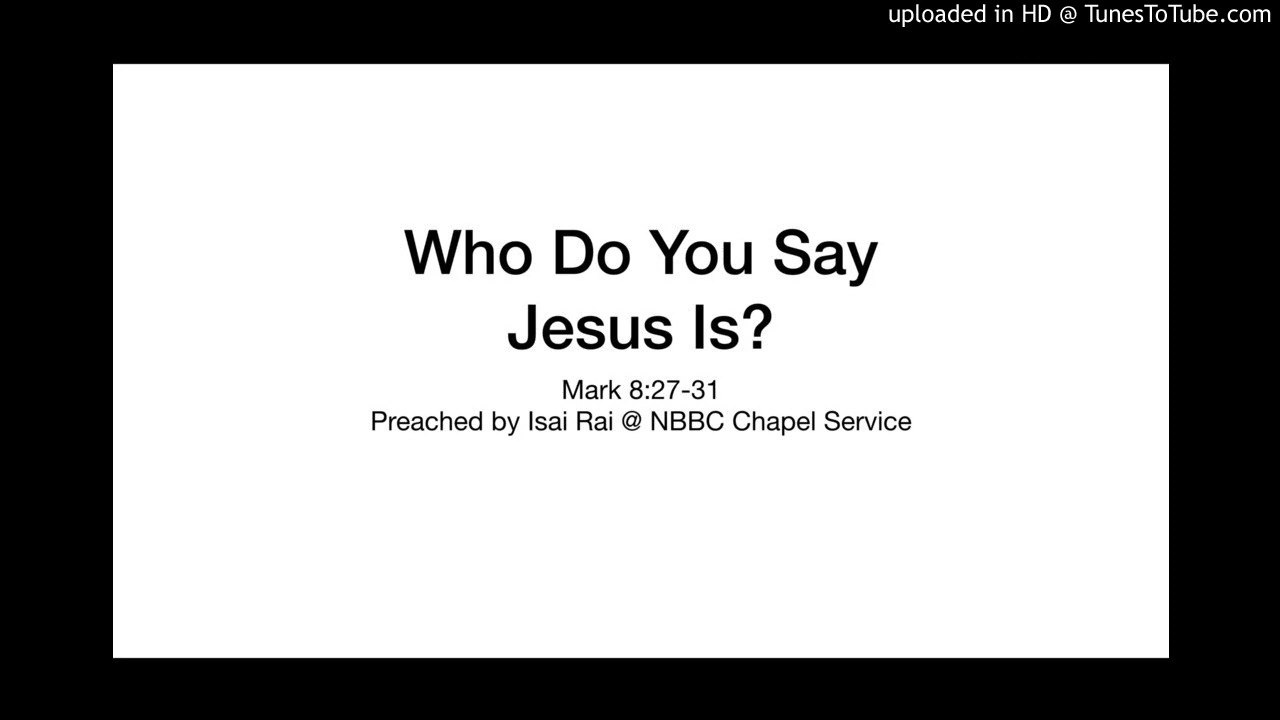 uploaded in HD @ TunesToTube.com
Who Do You Say
Jesus Is?
Mark 8:27-31
Preached by Isai Rai @ NBBC Chapel Service